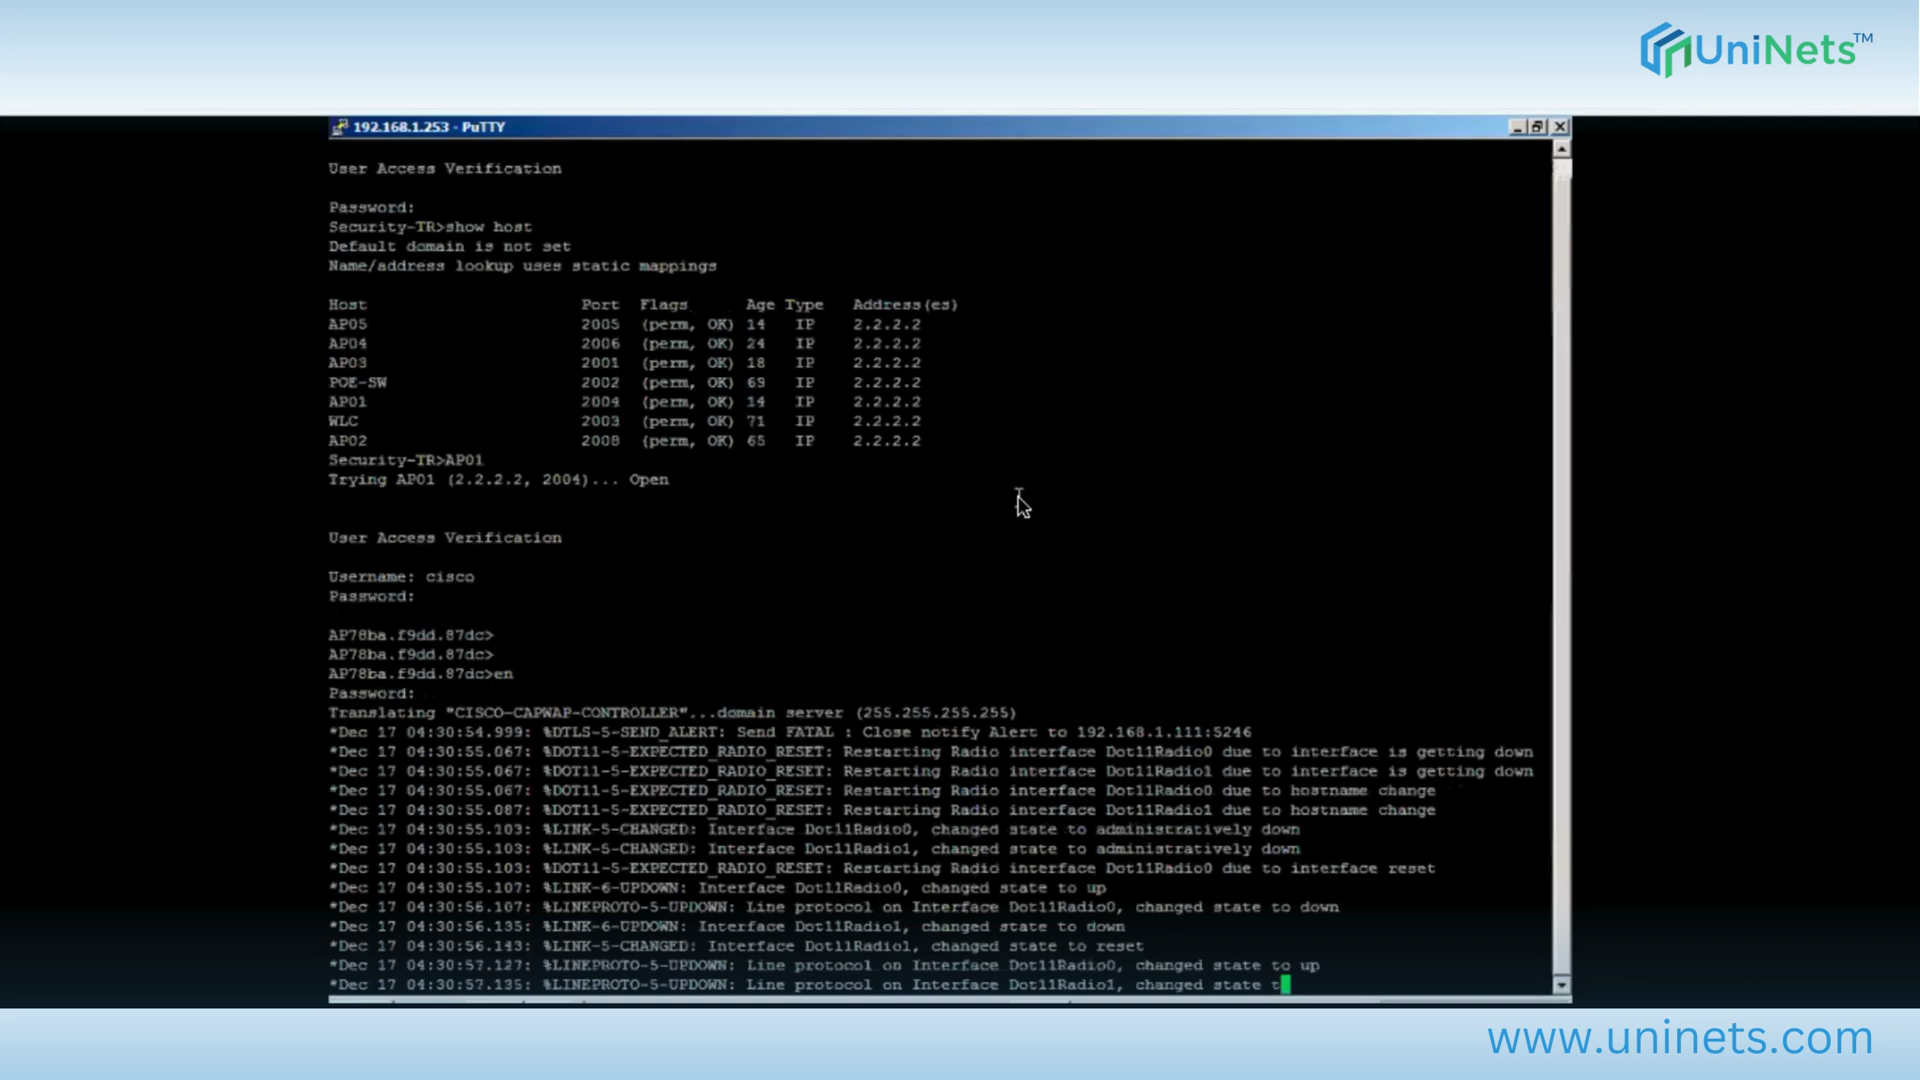 UniNets™
192.168.1.253 - PuTTY
User Access Verification
Password:
Security-TR>show host
Default domain is not set
Name/address lookup uses static mappings
Host Port Flags Age Type Address(es)
AP05 2005 (perm, OK) 14 IP 2.2.2.2
AP04 2006 (perm, OK) 24 IP 2.2.2.2
AP03 2001 (perm, OK) 18 IP 2.2.2.2
POE-SW 2002 (perm, OK) 69 IP 2.2.2.2
AP01 2004 (perm, OK) 14 IP 2.2.2.2
WLC 2003 (perm, OK) 71 IP 2.2.2.2
AP02 2008 (perm, OK) 65 IP 2.2.2.2
Security-TR>AP01
Trying AP01 (2.2.2.2, 2004)... Open
User Access Verification
Username: cisco
Password:
AP78ba.f9dd.87dc>
AP78ba.f9dd.87dc>
AP78ba.f9dd.87dc>en
Password:
Translating "CISCO-CAPWAP-CONTROLLER"...domain server (255.255.255.255)
*Dec 17 04:30:54.999: %DTLS-5-SEND_ALERT: Send FATAL : Close notify Alert to 192.168.1.111:5246
*Dec 17 04:30:55.067: %DOT11-5-EXPECTED_RADIO_RESET: Restarting Radio interface Dot11Radio0 due to interface is getting down
*Dec 17 04:30:55.067: %DOT11-5-EXPECTED_RADIO_RESET: Restarting Radio interface Dot11Radio1 due to interface is getting down
*Dec 17 04:30:55.067: %DOT11-5-EXPECTED_RADIO_RESET: Restarting Radio interface Dot11Radio0 due to hostname change
*Dec 17 04:30:55.087: %DOT11-5-EXPECTED_RADIO_RESET: Restarting Radio interface Dot11Radio1 due to hostname change
*Dec 17 04:30:55.103: %LINK-5-CHANGED: Interface Dot11Radio0, changed state to administratively down
*Dec 17 04:30:55.103: %LINK-5-CHANGED: Interface Dot11Radio1, changed state to administratively down
*Dec 17 04:30:55.103: %DOT11-5-EXPECTED_RADIO_RESET: Restarting Radio interface Dot11Radio0 due to interface reset
*Dec 17 04:30:55.107: %LINK-6-UPDOWN: Interface Dot11Radio0, changed state to up
*Dec 17 04:30:56.107: %LINEPROTO-5-UPDOWN: Line protocol on Interface Dot11Radio0, changed state to down
*Dec 17 04:30:56.135: %LINK-6-UPDOWN: Interface Dot11Radio1, changed state to down
*Dec 17 04:30:56.143: %LINK-5-CHANGED: Interface Dot11Radio1, changed state to reset
*Dec 17 04:30:57.127: %LINEPROTO-5-UPDOWN: Line protocol on Interface Dot11Radio0, changed state to up
*Dec 17 04:30:57.135: %LINEPROTO-5-UPDOWN: Line protocol on Interface Dot11Radio1, changed state t
www.uninets.com